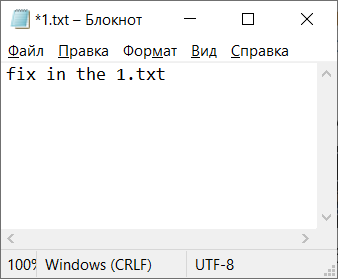 *1.txt – Блокнот
Файл Правка Формат Вид Справка
fix in the 1.txt
100% Windows (CRLF) UTF-8